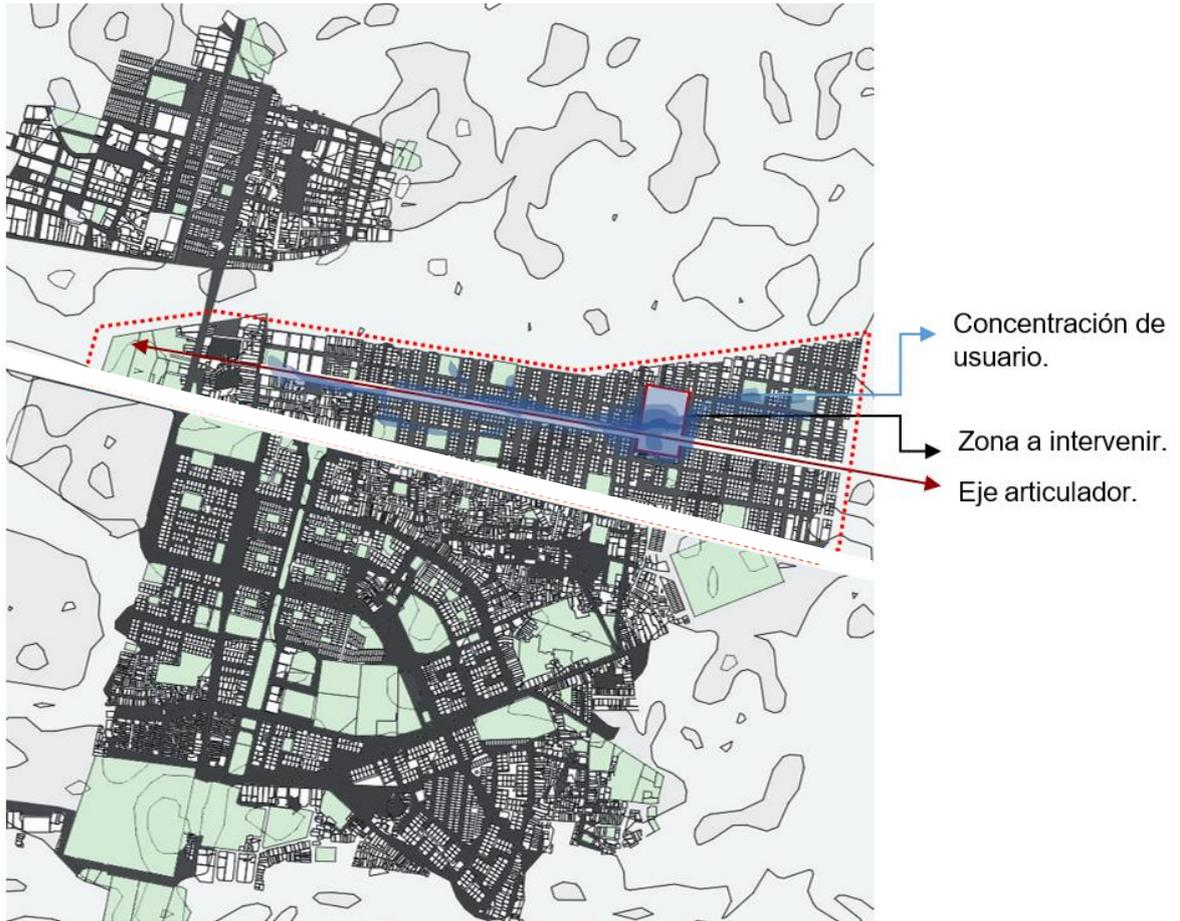 Concentración de
usuario.
Zona a intervenir.
Eje articulador.